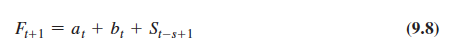 F_{t+1} = a_t + b_t + S_{t-s+1} (9.8)